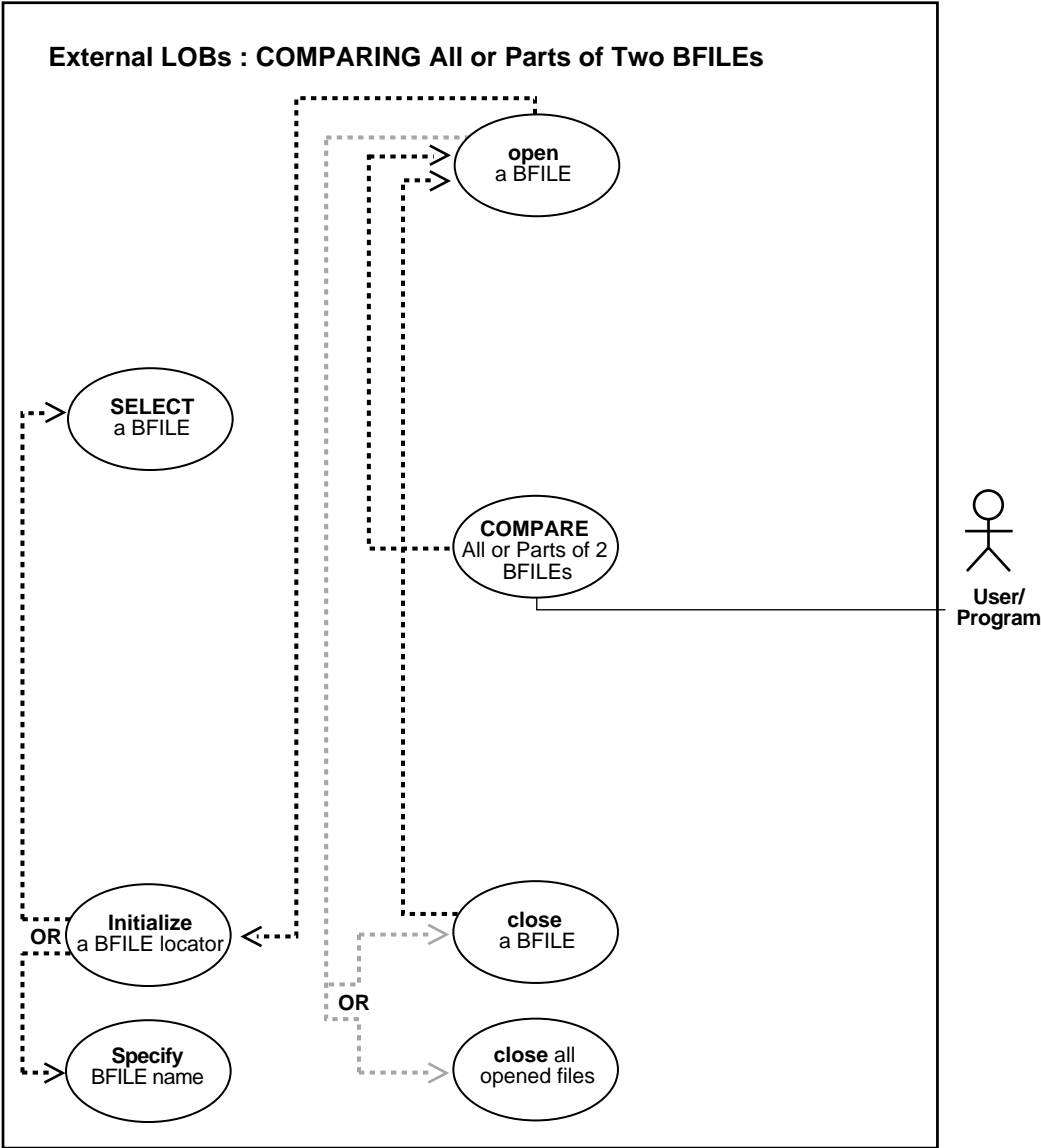 External LOBs : COMPARING All or Parts of Two BFILEs
open
a BFILE
SELECT
a BFILE
COMPARE
All or Parts of 2
BFILEs
User/
Program
Initialize
a BFILE locator
OR
close
a BFILE
OR
Specify
BFILE name
close all
opened files